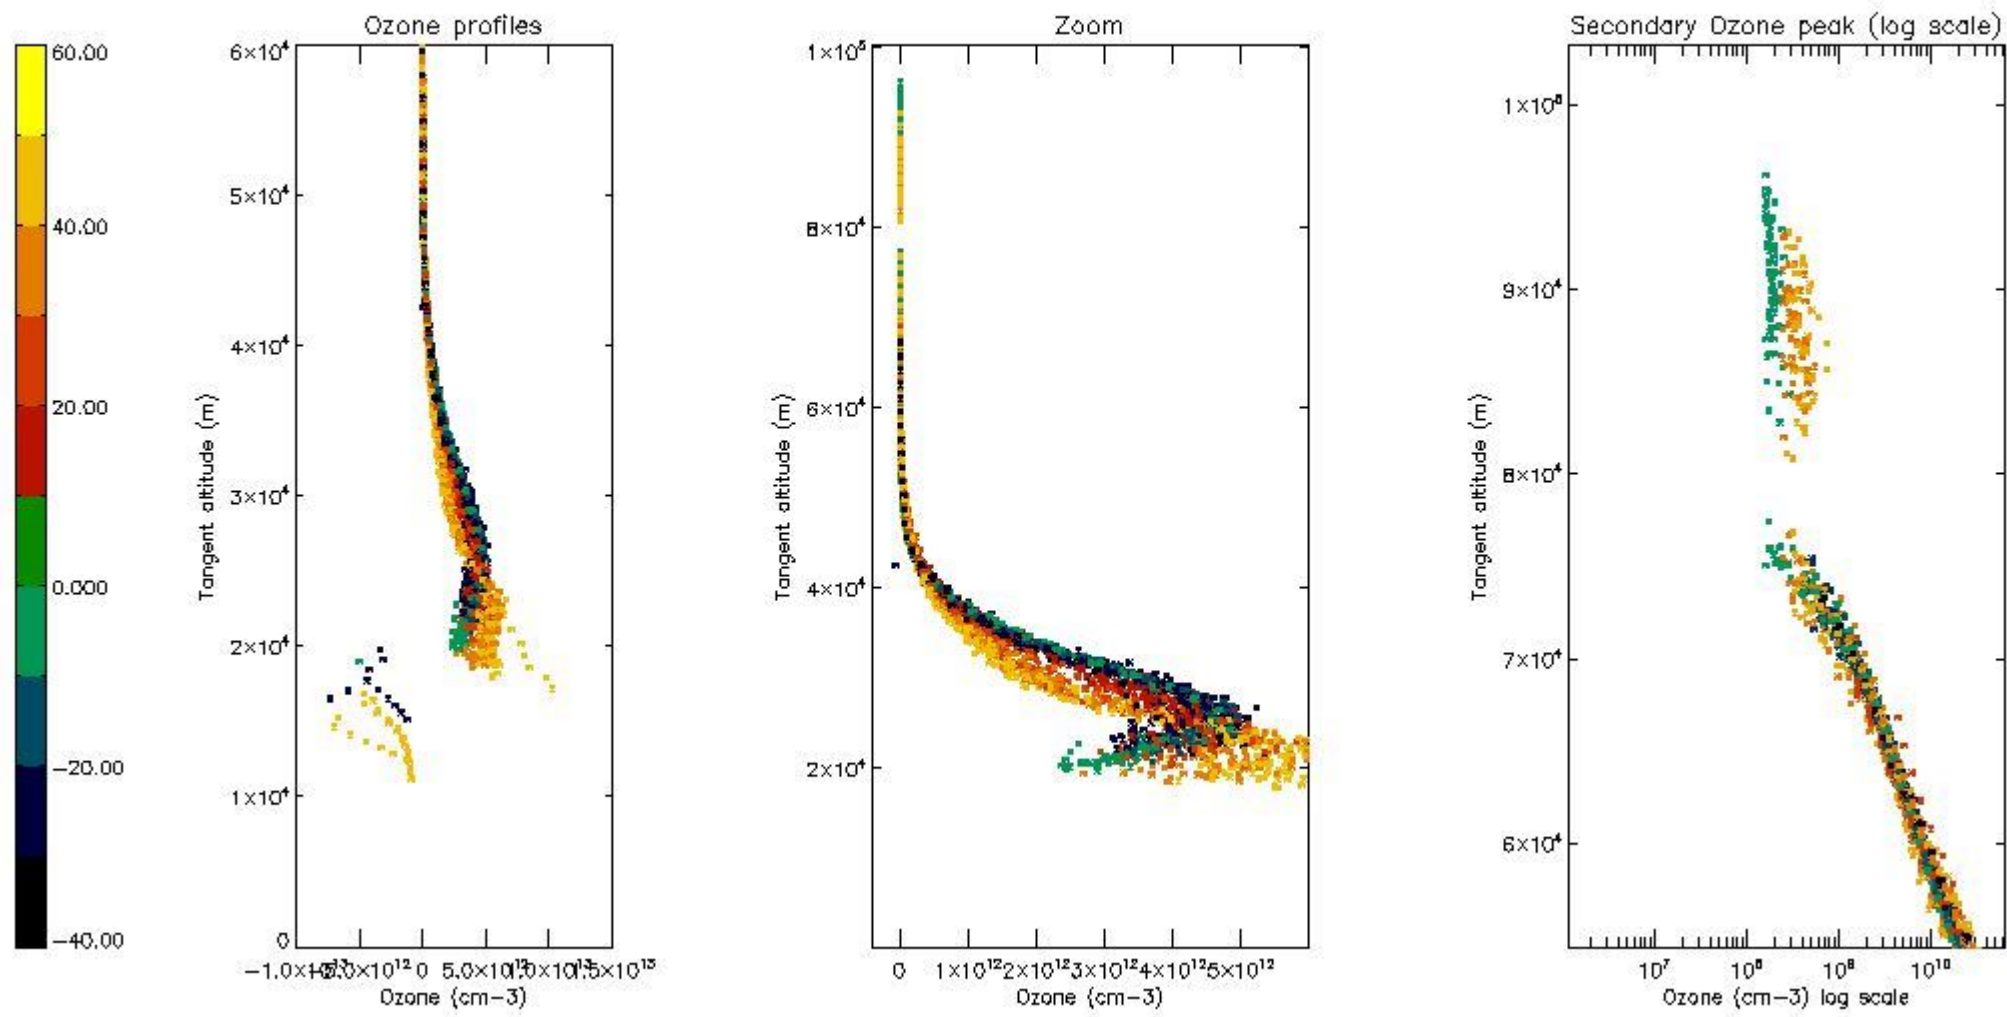 Ozone profiles
Zoom
Secondary Ozone peak (log scale)
60.00
40.00
20.00
0.000
−20.00
−40.00
6×10⁴
5×10⁴
4×10⁴
3×10⁴
2×10⁴
1×10⁴
0
Tangent altitude (m)
0
5.0×10¹²
1.5×10¹³
Ozone (cm−3)
1×10⁵
8×10⁴
6×10⁴
4×10⁴
2×10⁴
Tangent altitude (m)
0 1×10¹² 2×10¹² 3×10¹² 4×10¹² 5×10¹²
Ozone (cm−3)
9×10⁴
8×10⁴
7×10⁴
6×10⁴
Tangent altitude (m)
10⁷ 10⁸ 10⁹ 10¹⁰
Ozone (cm−3) log scale